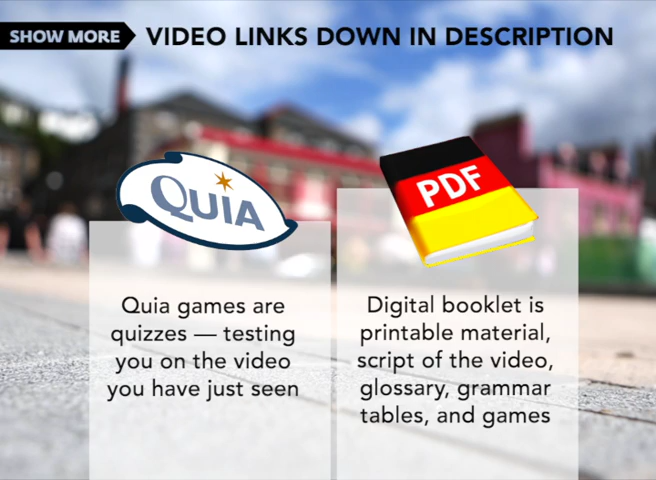 SHOW MORE VIDEO LINKS DOWN IN DESCRIPTION
QUIA
PDF
Quia games are
quizzes — testing
you on the video
you have just seen
Digital booklet is
printable material,
script of the video,
glossary, grammar
tables, and games